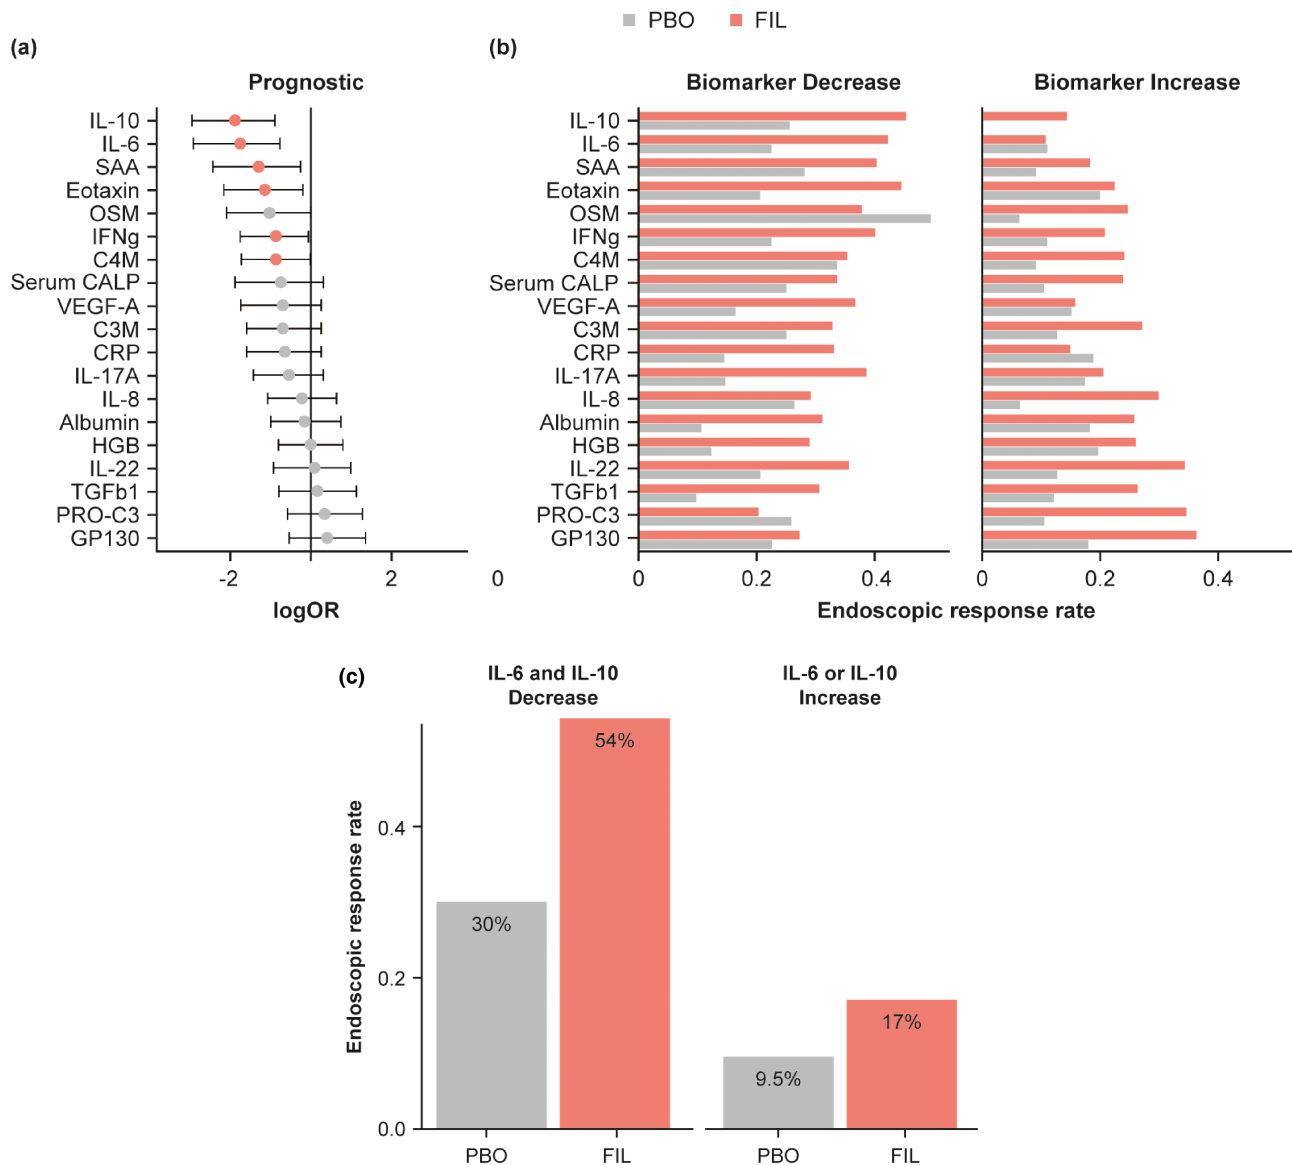 PBO FIL
(a)
Prognostic
IL-10
IL-6
SAA
Eotaxin
OSM
IFNg
C4M
Serum CALP
VEGF-A
C3M
CRP
IL-17A
IL-8
Albumin
HGB
IL-22
TGFb1
PRO-C3
GP130
-2 2
logOR
(b)
Biomarker Decrease Biomarker Increase
IL-10
IL-6
SAA
Eotaxin
OSM
IFNg
C4M
Serum CALP
VEGF-A
C3M
CRP
IL-17A
IL-8
Albumin
HGB
IL-22
TGFb1
PRO-C3
GP130
0 0 0.2 0.4 0 0.2 0.4
Endoscopic response rate
(c)
IL-6 and IL-10
Decrease
IL-6 or IL-10
Increase
Endoscopic response rate
0.4
0.2
0.0
30%
54%
9.5%
17%
PBO FIL PBO FIL